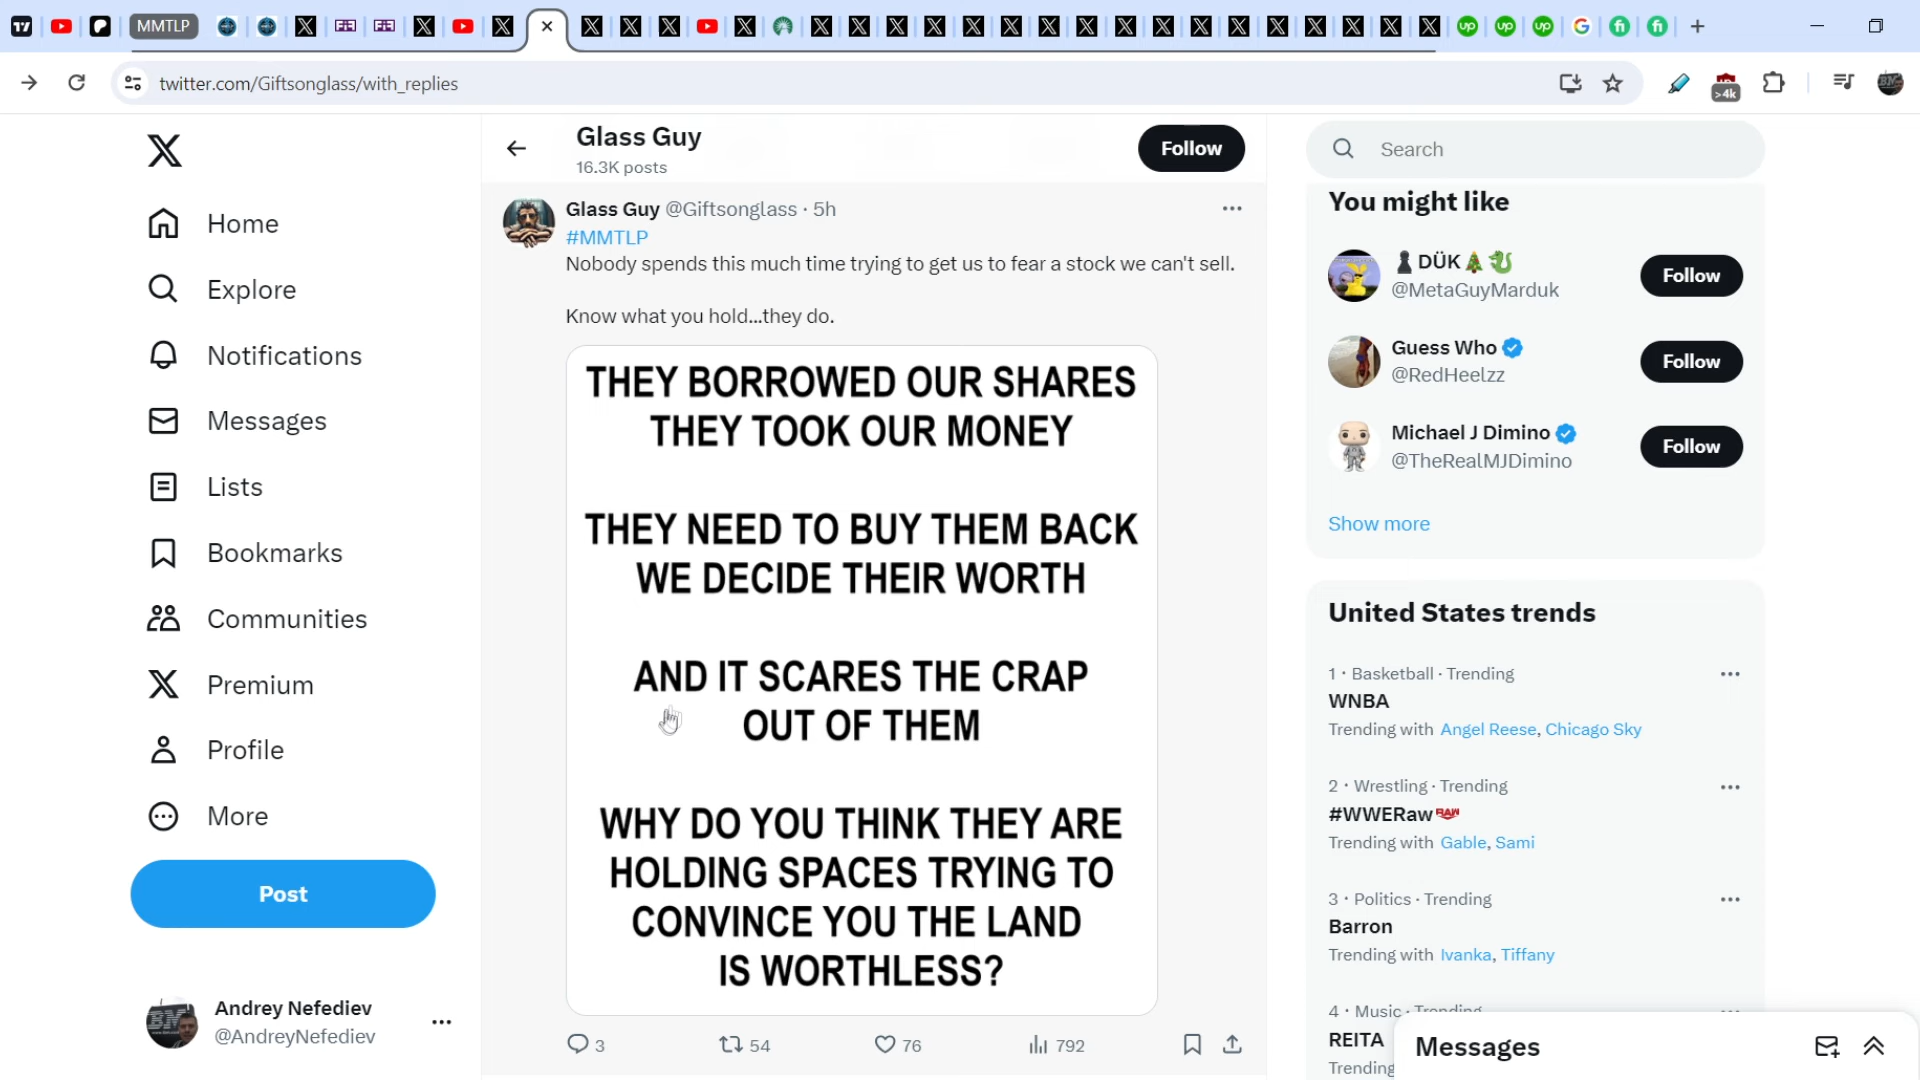 MMTLP
twitter.com/Giftsonglass/with_replies
>4k
Glass Guy
16.3K posts
Follow
Search
Home
Explore
Notifications
Messages
Lists
Bookmarks
Communities
Premium
Profile
More
Post
Andrey Nefediev
@AndreyNefediev
Glass Guy @Giftsonglass · 5h
#MMTLP
Nobody spends this much time trying to get us to fear a stock we can't sell.
Know what you hold...they do.
THEY BORROWED OUR SHARES
THEY TOOK OUR MONEY
THEY NEED TO BUY THEM BACK
WE DECIDE THEIR WORTH
AND IT SCARES THE CRAP
OUT OF THEM
WHY DO YOU THINK THEY ARE
HOLDING SPACES TRYING TO
CONVINCE YOU THE LAND
IS WORTHLESS?
3 54 76 792
You might like
DÜK
@MetaGuyMarduk
Follow
Guess Who
@RedHeelzz
Follow
Michael J Dimino
@TheRealMJDimino
Follow
Show more
United States trends
1 · Basketball · Trending
WNBA
Trending with Angel Reese, Chicago Sky
2 · Wrestling · Trending
#WWERaw
Trending with Gable, Sami
3 · Politics · Trending
Barron
Trending with Ivanka, Tiffany
4 · Music · Trending
REITA
Trending
Messages